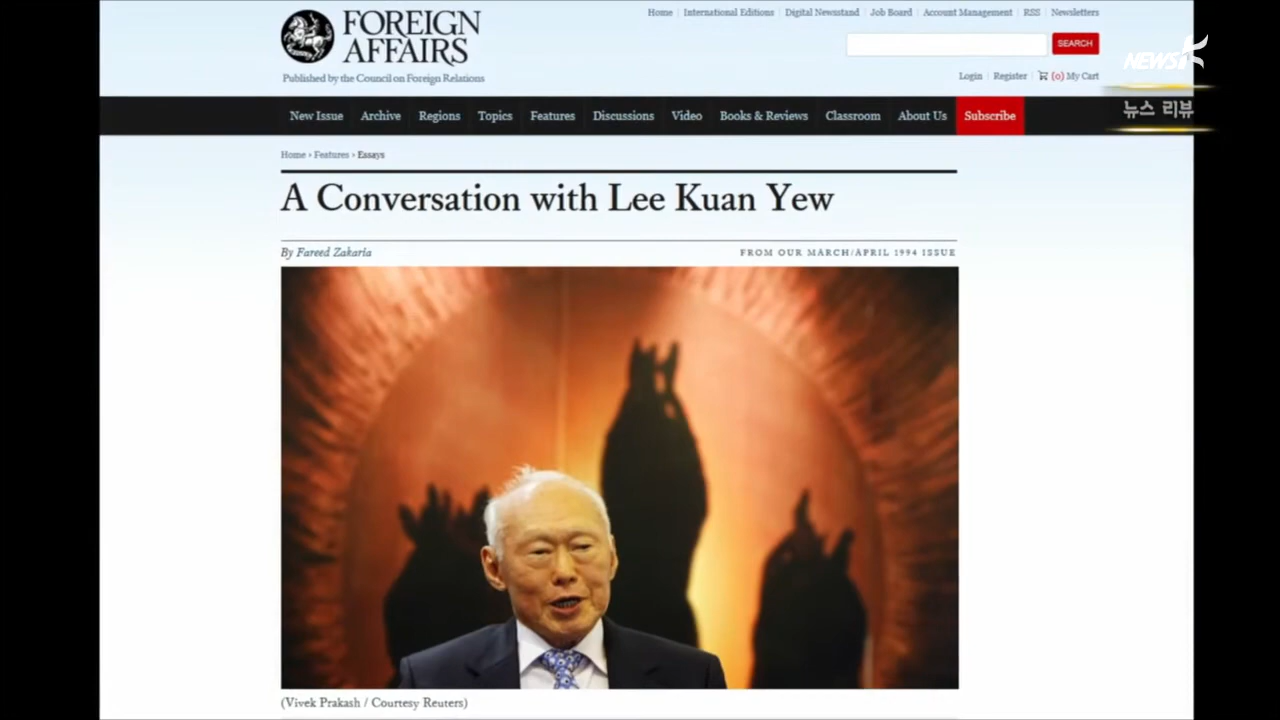 FOREIGN
AFFAIRS
Published by the Council on Foreign Relations
Home International Editions Digital Newsstand Job Board Account Management RSS Newsletters
SEARCH
Login Register (0) My Cart
NEWS
뉴스 리뷰
New Issue Archive Regions Topics Features Discussions Video Books & Reviews Classroom About Us Subscribe
Home › Features › Essays
A Conversation with Lee Kuan Yew
By Fareed Zakaria
FROM OUR MARCH/APRIL 1994 ISSUE
(Vivek Prakash / Courtesy Reuters)